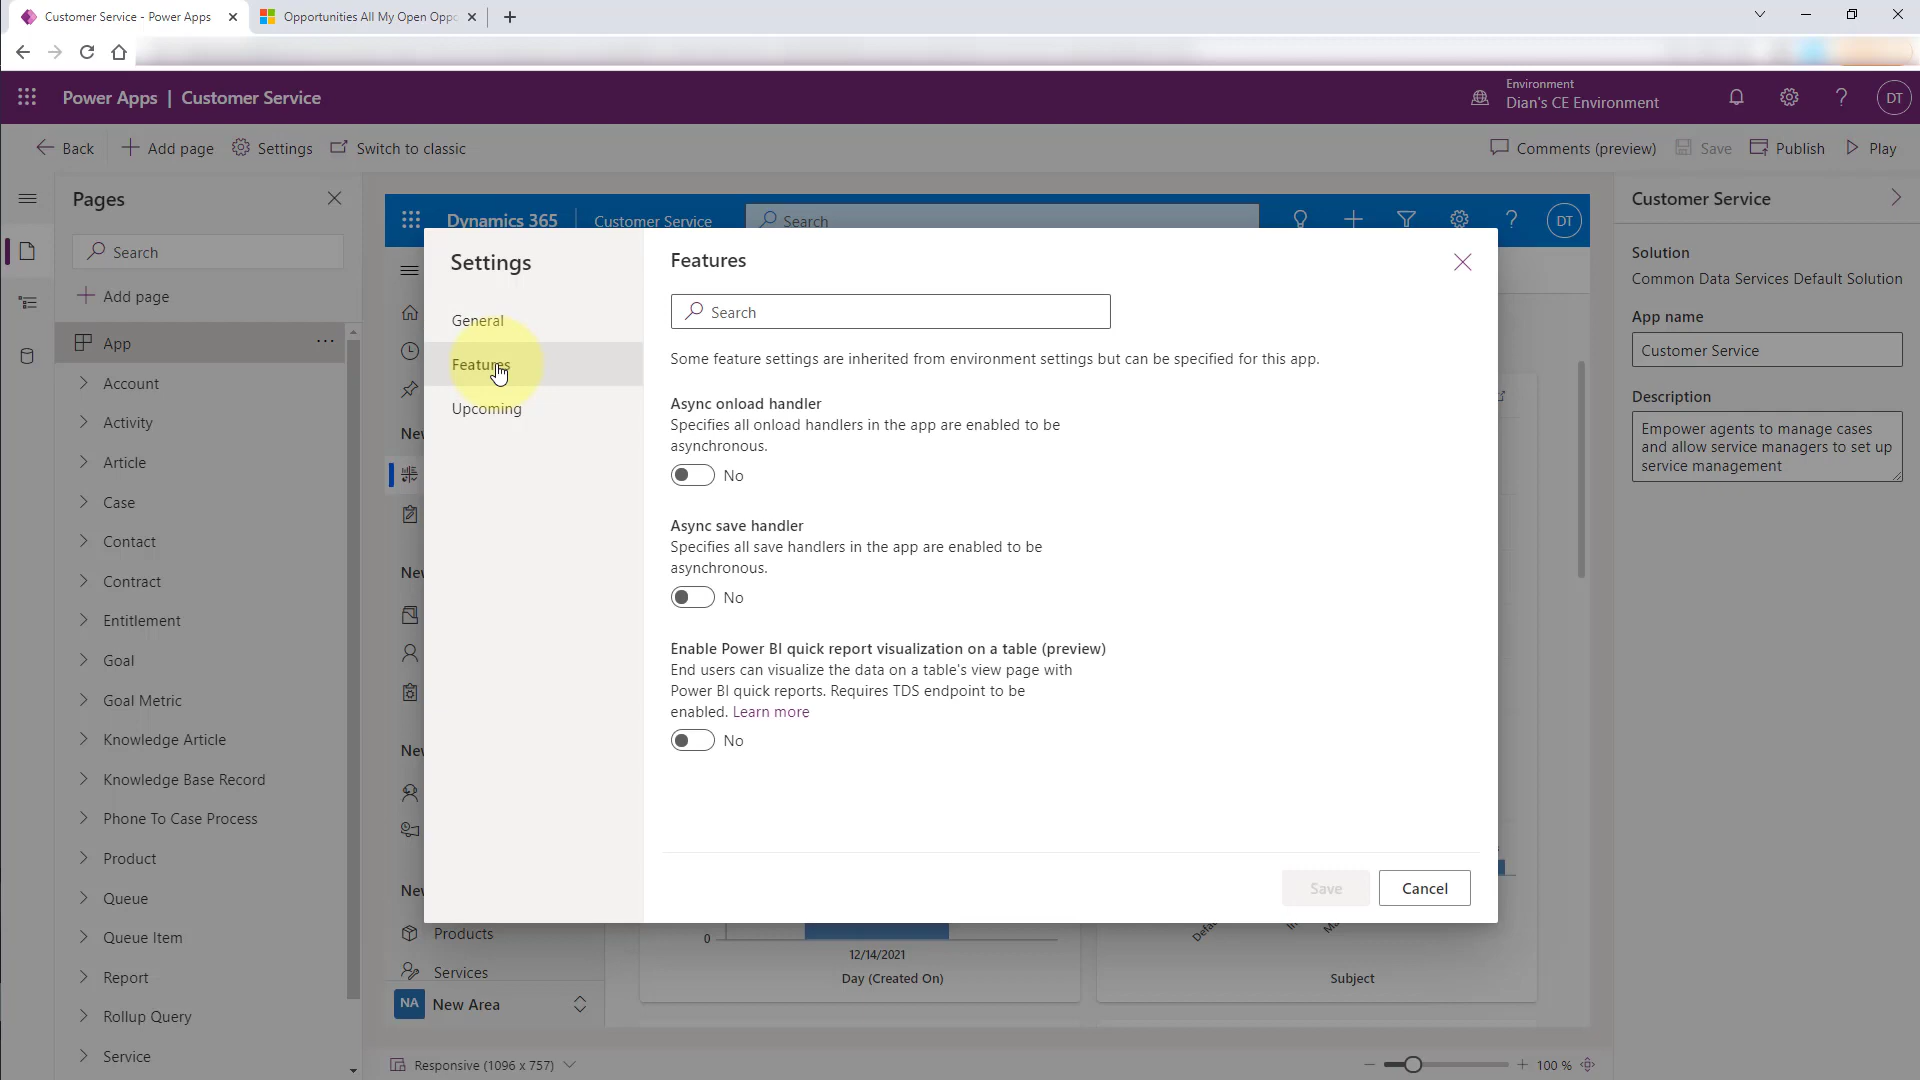 Customer Service - Power Apps
Opportunities All My Open Oppo
Power Apps | Customer Service
Environment
Dian's CE Environment
DT
Back
Add page
Settings
Switch to classic
Comments (preview)
Save
Publish
Play
Pages
Search
Add page
App
Account
Activity
Article
Case
Contact
Contract
Entitlement
Goal
Goal Metric
Knowledge Article
Knowledge Base Record
Phone To Case Process
Product
Queue
Queue Item
Report
Rollup Query
Service
Dynamics 365
Customer Service
Search
DT
New
New
New
New
Products
Services
NA
New Area
Settings
General
Features
Upcoming
Features
Search
Some feature settings are inherited from environment settings but can be specified for this app.
Async onload handler
Specifies all onload handlers in the app are enabled to be
asynchronous.
No
Async save handler
Specifies all save handlers in the app are enabled to be
asynchronous.
No
Enable Power BI quick report visualization on a table (preview)
End users can visualize the data on a table's view page with
Power BI quick reports. Requires TDS endpoint to be
enabled. Learn more
No
Save
Cancel
0
12/14/2021
Day (Created On)
Subject
Responsive (1096 x 757)
100 %
Customer Service
Solution
Common Data Services Default Solution
App name
Customer Service
Description
Empower agents to manage cases
and allow service managers to set up
service management